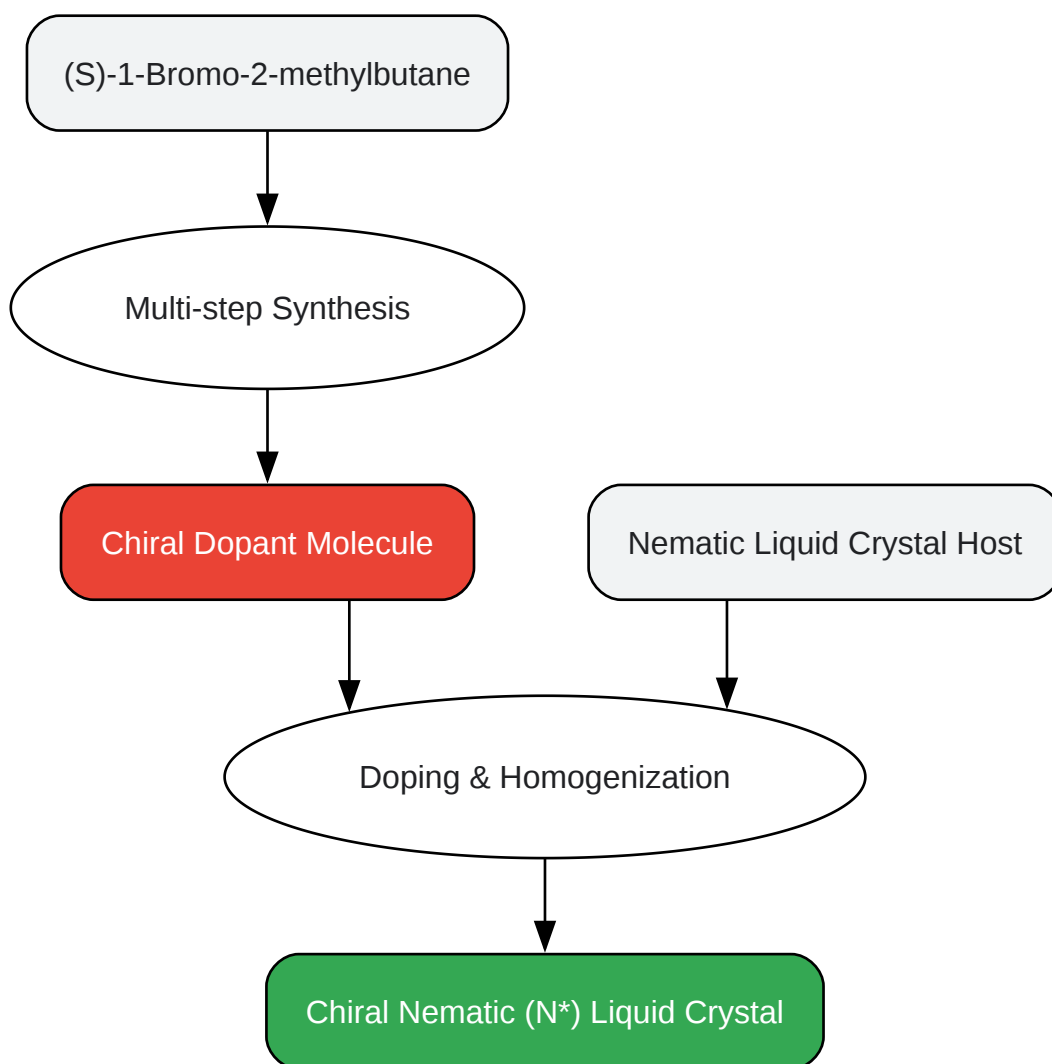 (S)-1-Bromo-2-methylbutane
Multi-step Synthesis
Chiral Dopant Molecule
Nematic Liquid Crystal Host
Doping & Homogenization
Chiral Nematic (N*) Liquid Crystal